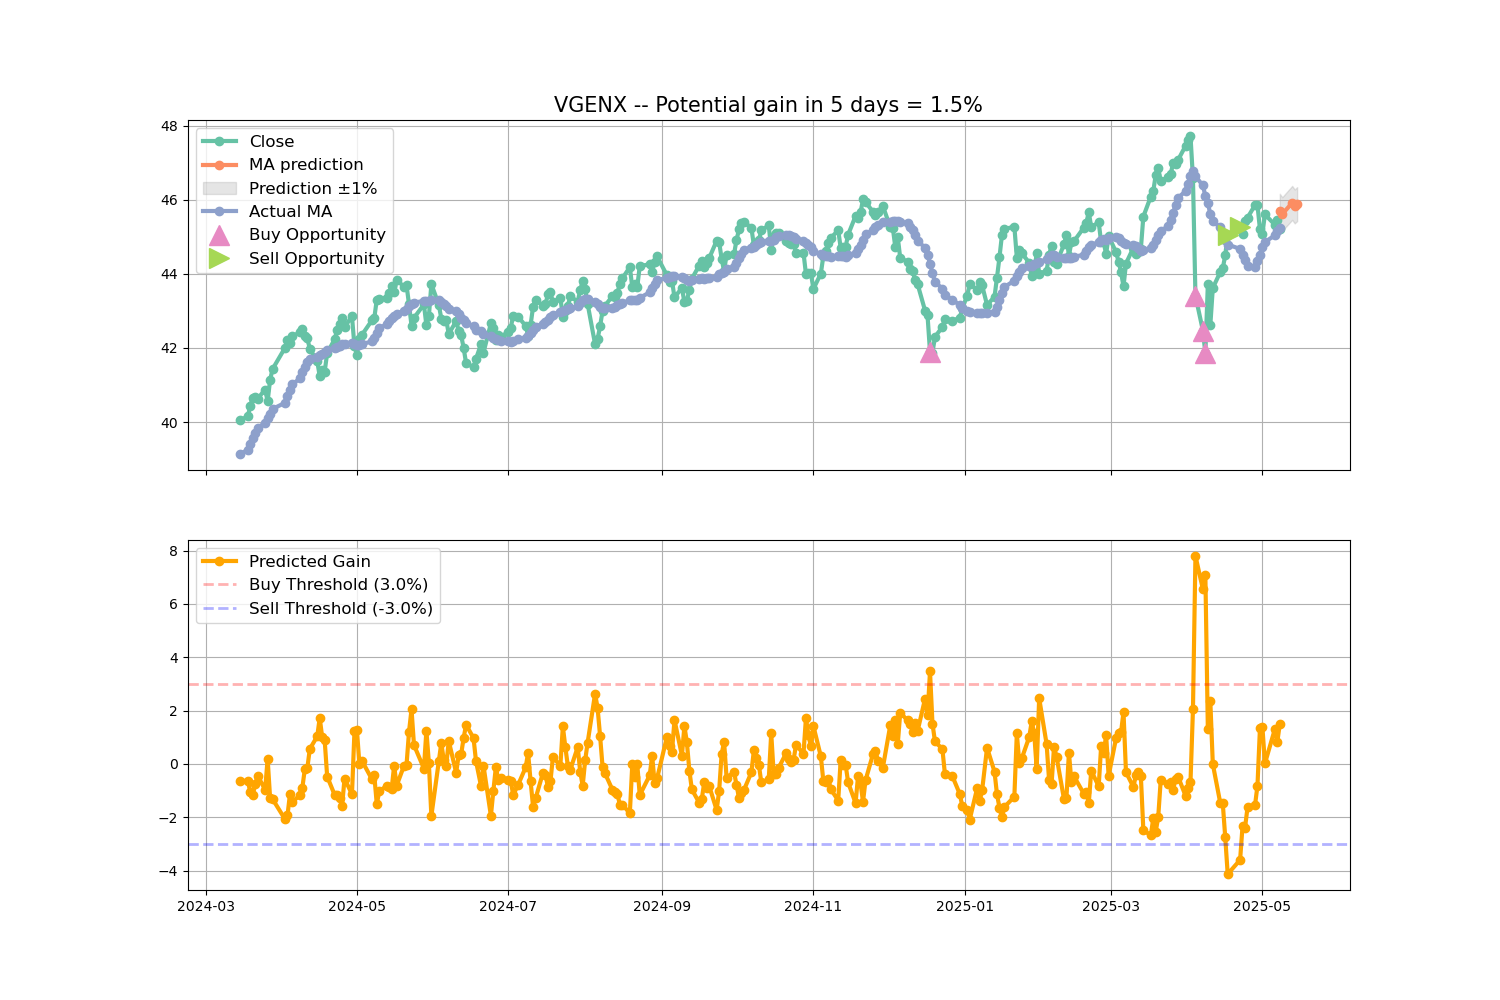 VGENX -- Potential gain in 5 days = 1.5%
48
46
44
42
40
Close
MA prediction
Prediction ±1%
Actual MA
Buy Opportunity
Sell Opportunity
8
6
4
2
0
−2
−4
Predicted Gain
Buy Threshold (3.0%)
Sell Threshold (-3.0%)
2024-03 2024-05 2024-07 2024-09 2024-11 2025-01 2025-03 2025-05